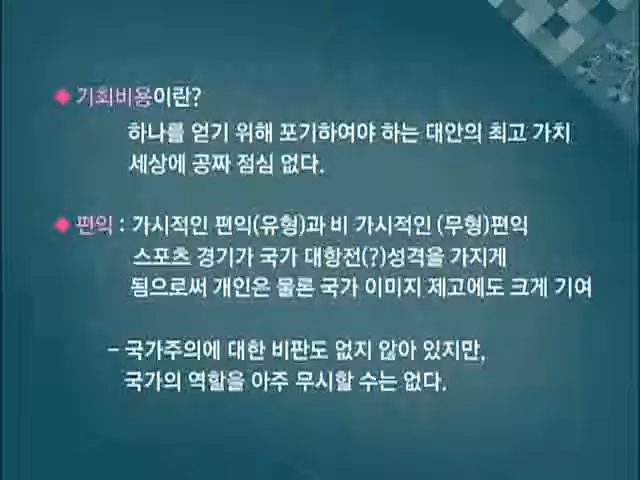 ◆ 기회비용이란?
하나를 얻기 위해 포기하여야 하는 대안의 최고 가치
세상에 공짜 점심 없다.
◆ 편익 : 가시적인 편익(유형)과 비 가시적인 (무형)편익
스포츠 경기가 국가 대항전(?)성격을 가지게
됨으로써 개인은 물론 국가 이미지 제고에도 크게 기여
– 국가주의에 대한 비판도 없지 않아 있지만,
국가의 역할을 아주 무시할 수는 없다.